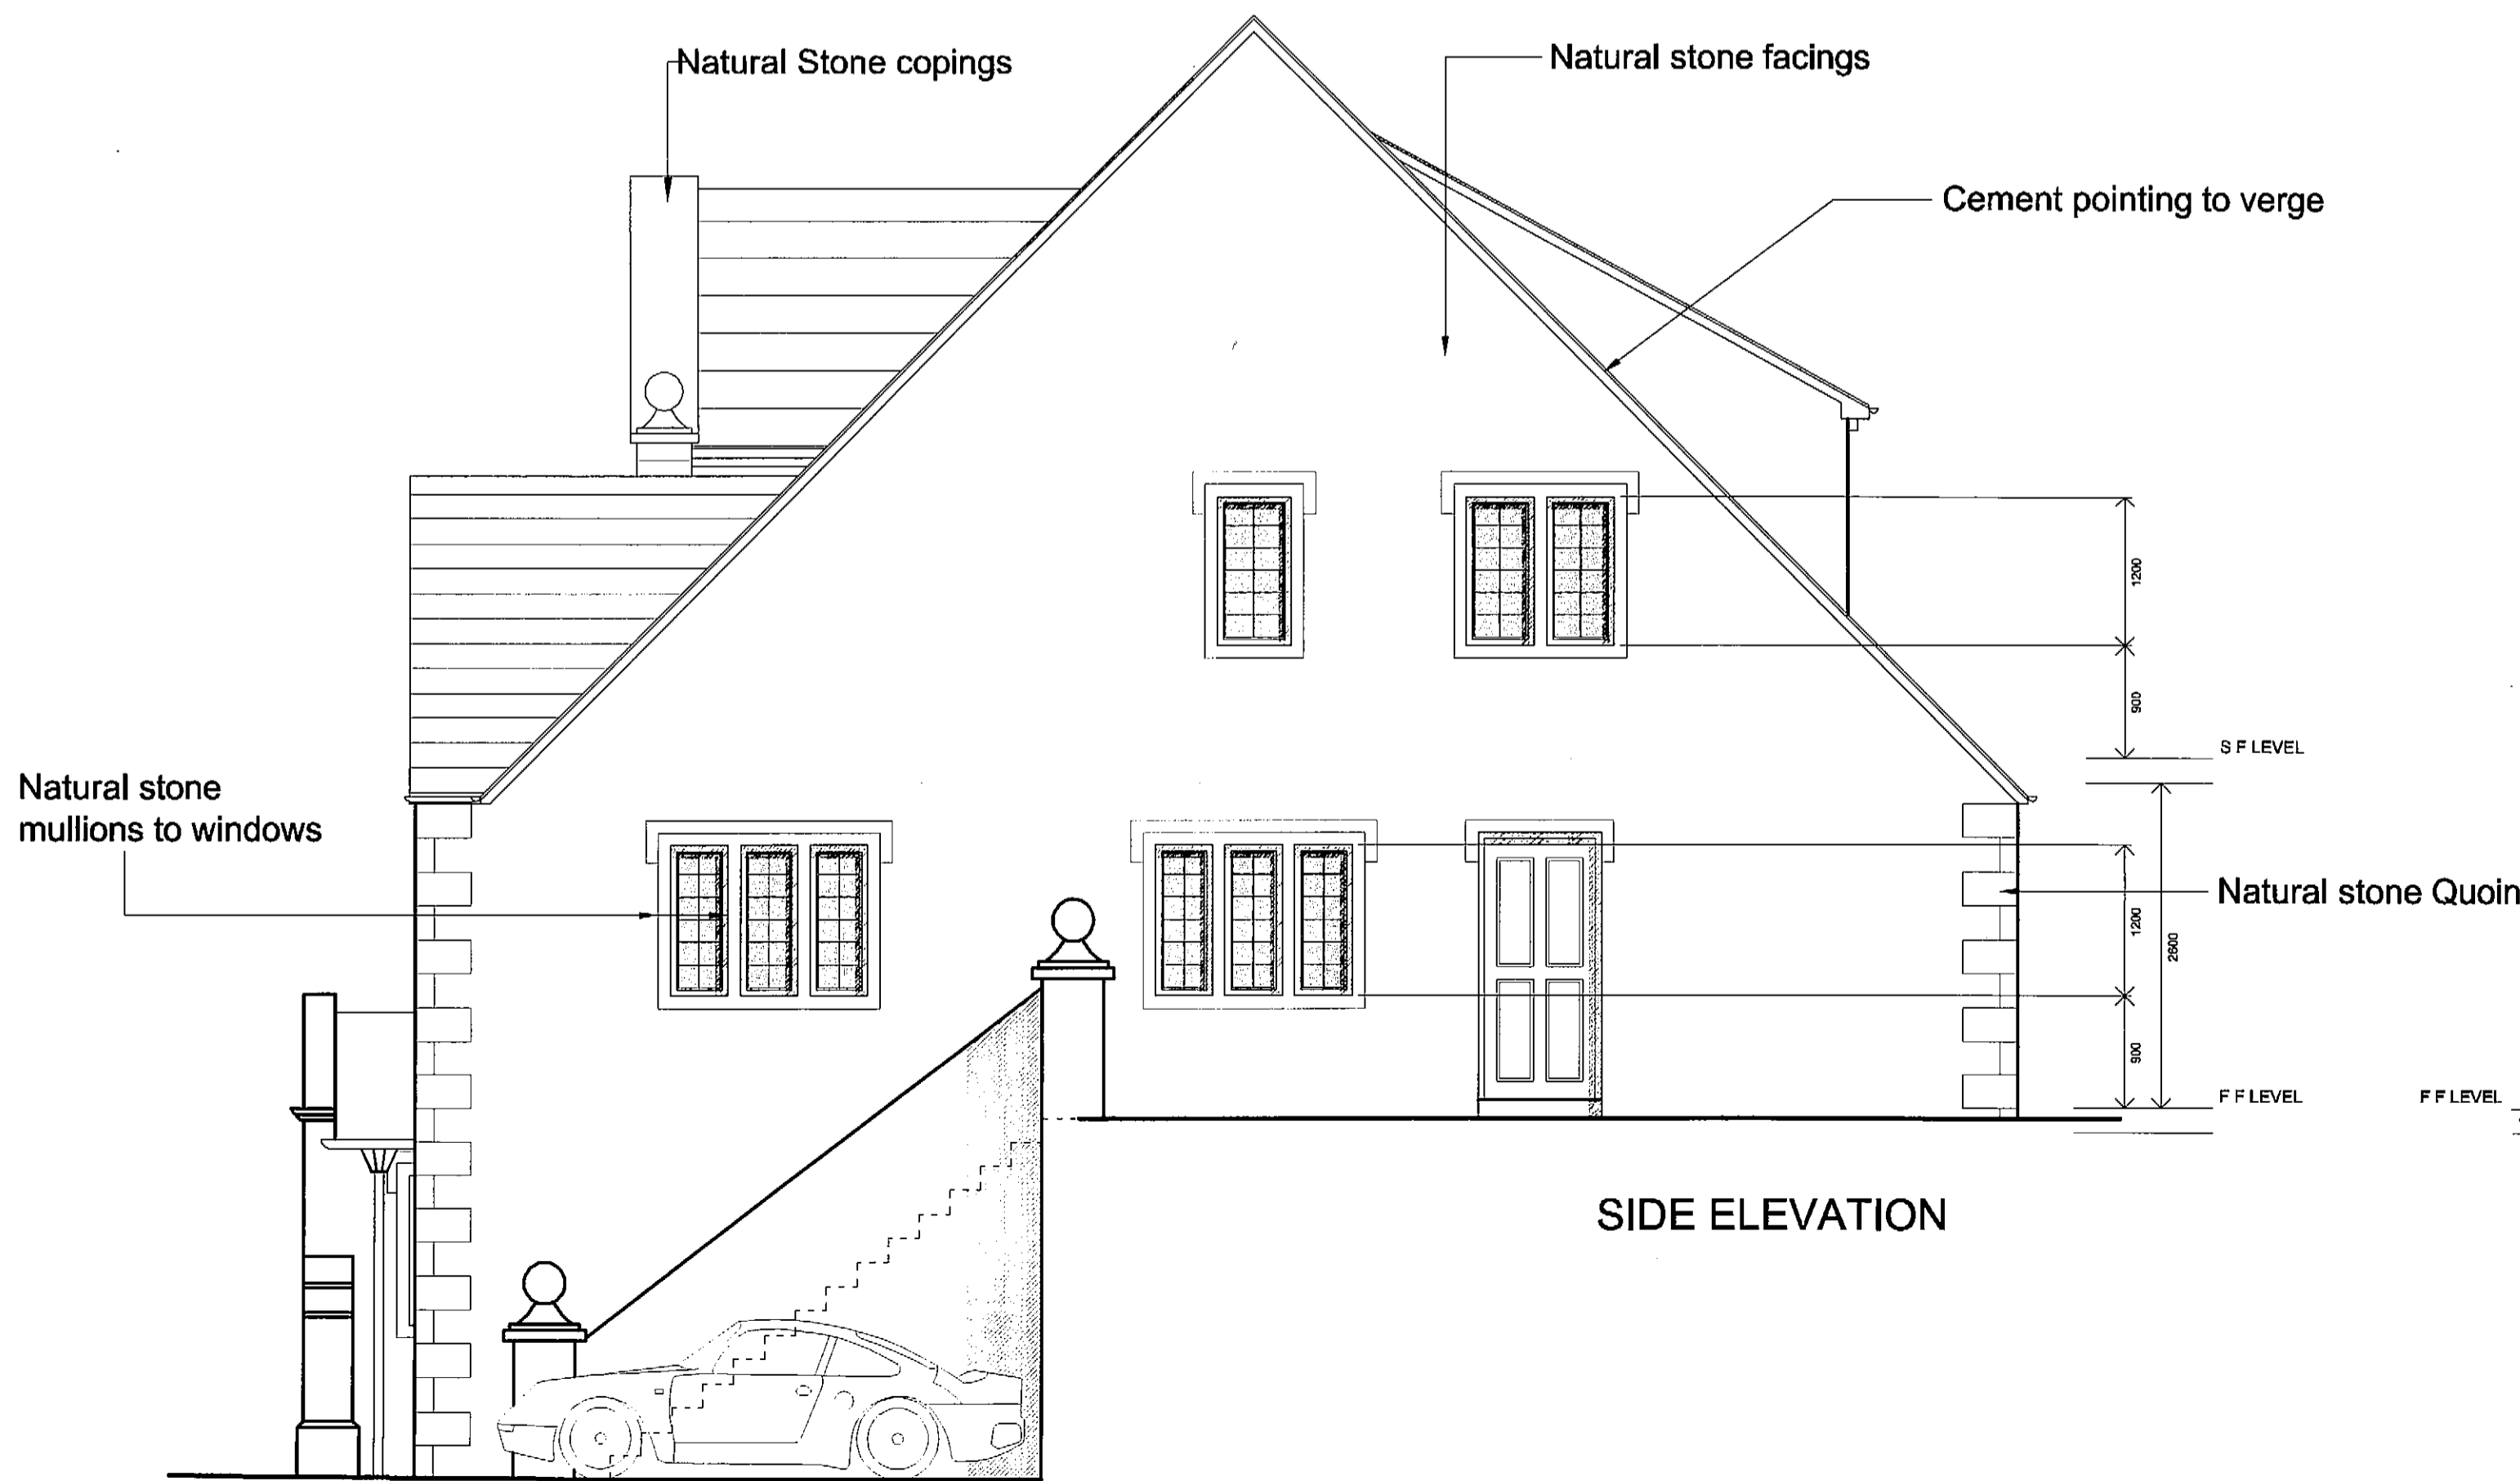 Natural Stone copings
Natural stone facings
Cement pointing to verge
1200
900
S F LEVEL
Natural stone
mullions to windows
Natural stone Quoin
1200
2600
900
F F LEVEL
F F LEVEL
SIDE ELEVATION